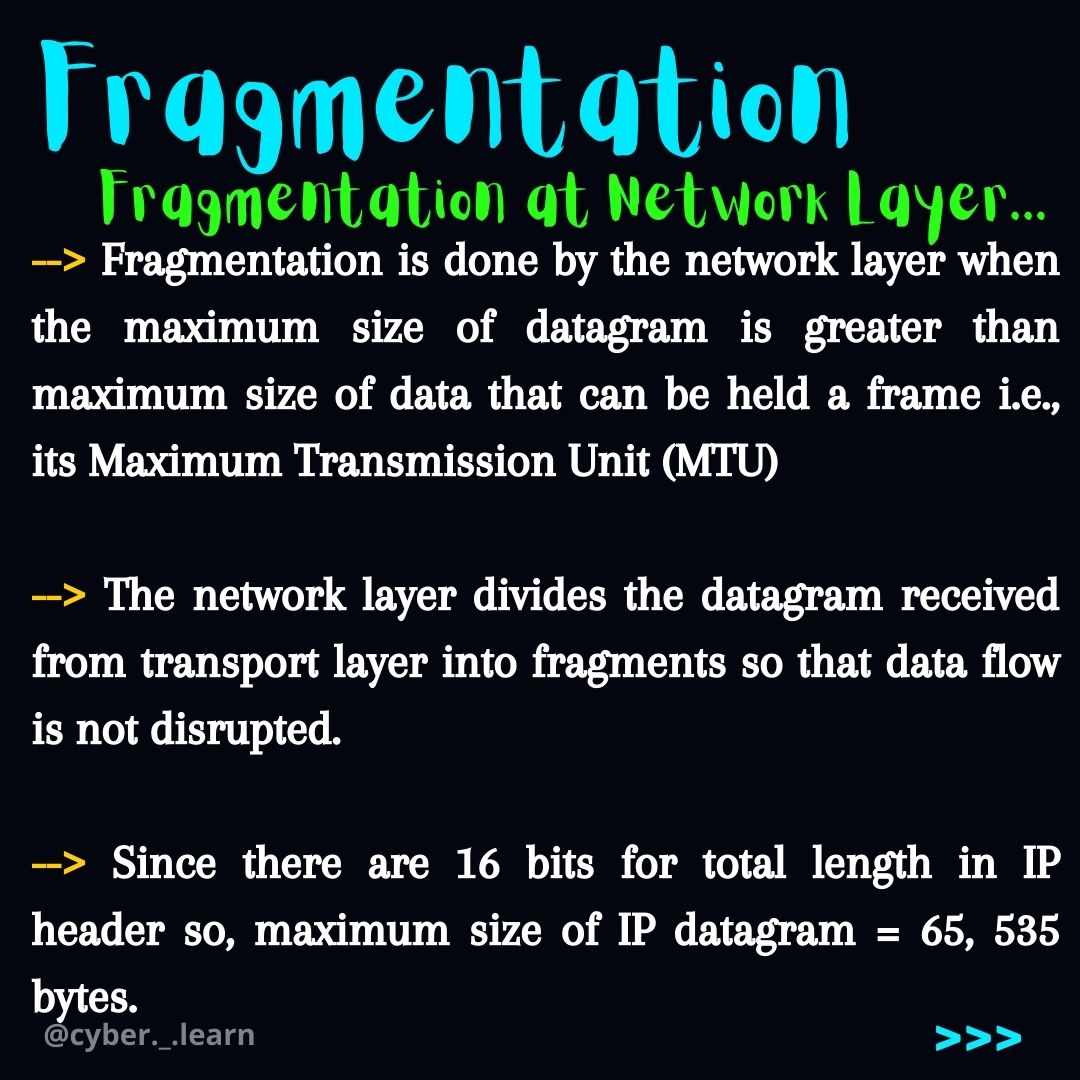 Fragmentation
Fragmentation at Network Layer...
--> Fragmentation is done by the network layer when
the maximum size of datagram is greater than
maximum size of data that can be held a frame i.e.,
its Maximum Transmission Unit (MTU)
--> The network layer divides the datagram received
from transport layer into fragments so that data flow
is not disrupted.
--> Since there are 16 bits for total length in IP
header so, maximum size of IP datagram = 65, 535
bytes.
@cyber._.learn
>>>